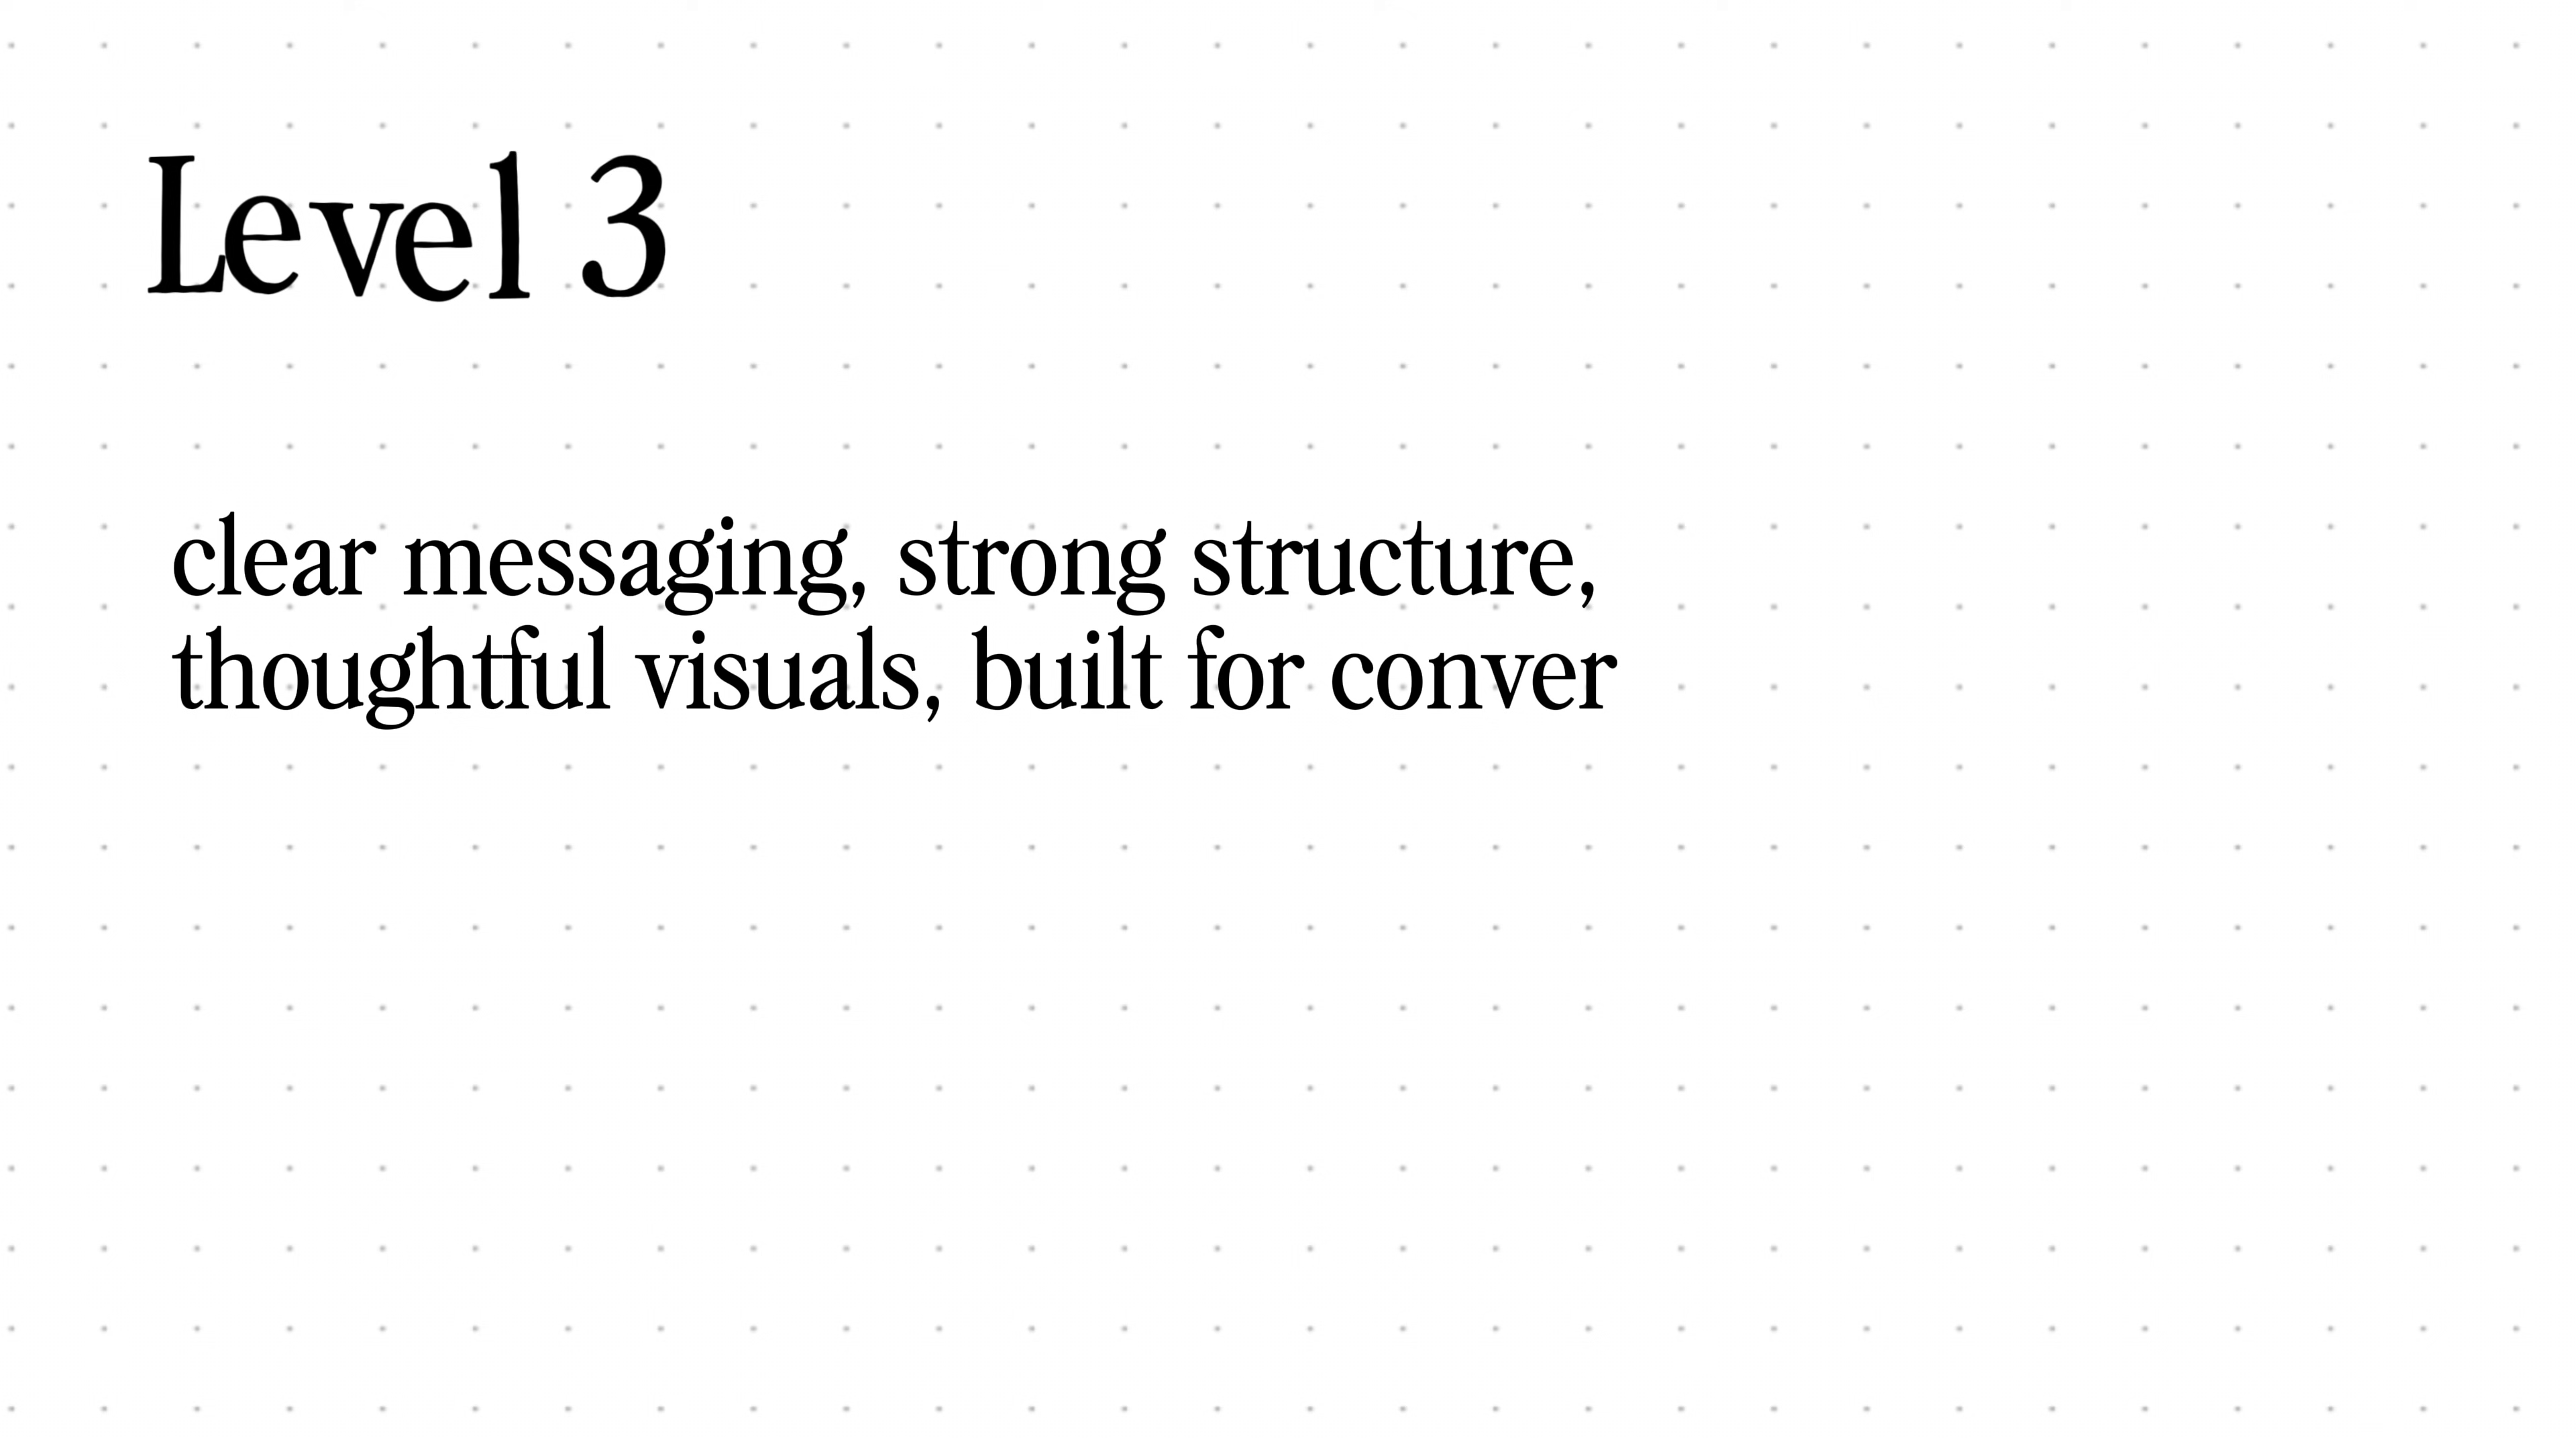 Level 3
clear messaging, strong structure,
thoughtful visuals, built for conver